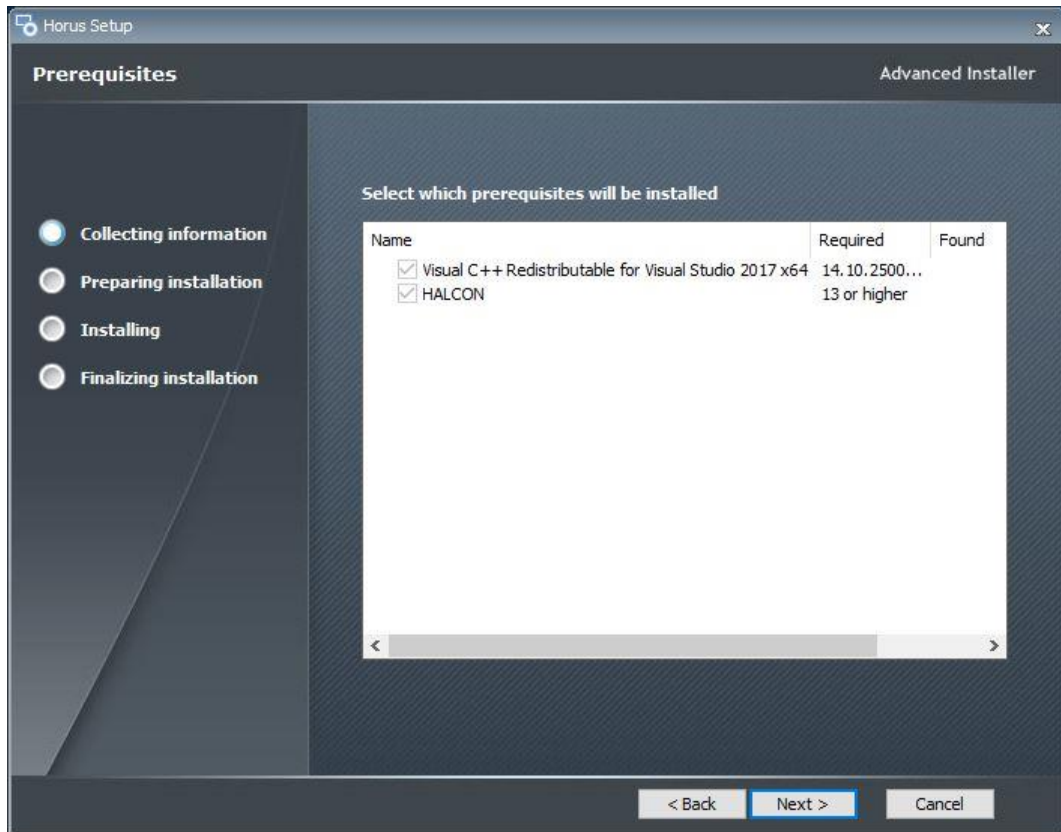 Horus Setup
Prerequisites
Advanced Installer
Collecting information
Preparing installation
Installing
Finalizing installation
Select which prerequisites will be installed
Name Required Found
Visual C++ Redistributable for Visual Studio 2017 x64 14.10.2500...
HALCON 13 or higher
< Back Next > Cancel